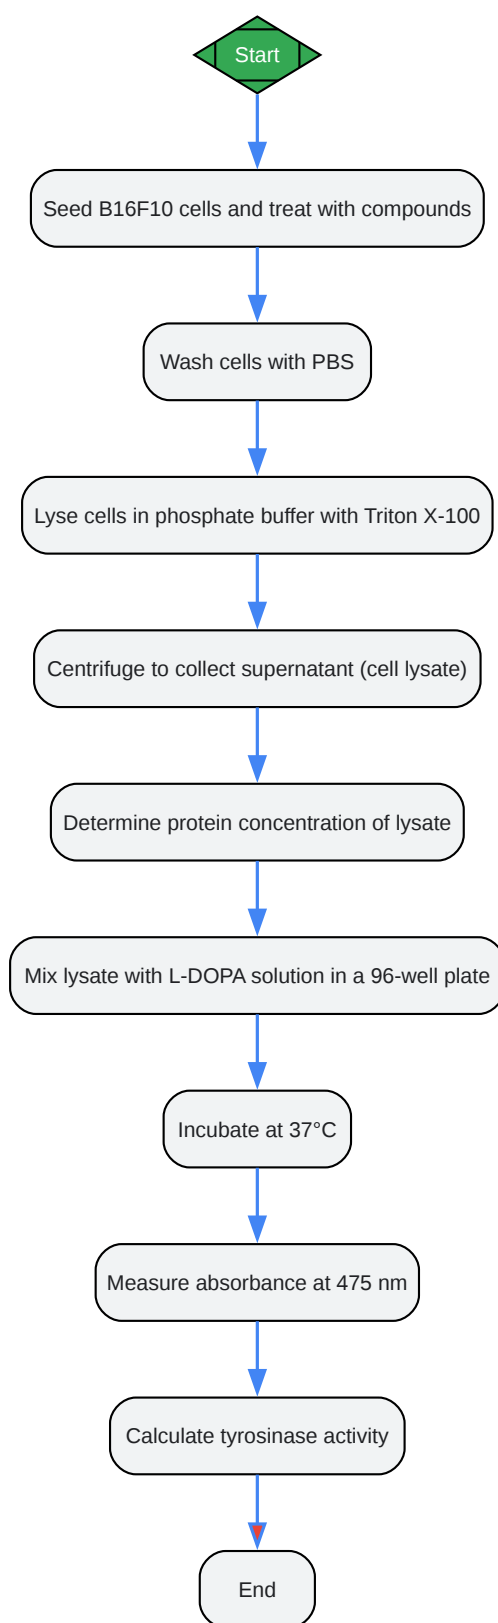 Start
Seed B16F10 cells and treat with compounds
Wash cells with PBS
Lyse cells in phosphate buffer with Triton X-100
Centrifuge to collect supernatant (cell lysate)
Determine protein concentration of lysate
Mix lysate with L-DOPA solution in a 96-well plate
Incubate at 37°C
Measure absorbance at 475 nm
Calculate tyrosinase activity
End